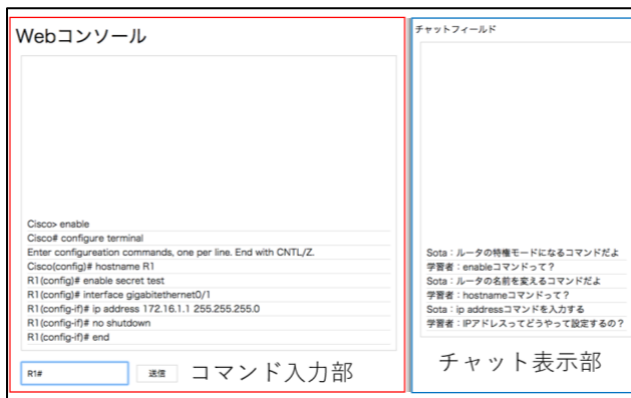 Webコンソール
Cisco> enable
Cisco# configure terminal
Enter configureation commands, one per line. End with CNTL/Z.
Cisco(config)# hostname R1
R1(config)# enable secret test
R1(config)# interface gigabitethernet0/1
R1(config-if)# ip address 172.16.1.1 255.255.255.0
R1(config-if)# no shutdown
R1(config-if)# end
R1#
送信
コマンド入力部
チャットフィールド
Sota：ルータの特権モードになるコマンドだよ
学習者：enableコマンドって？
Sota：ルータの名前を変えるコマンドだよ
学習者：hostnameコマンドって？
Sota：ip addressコマンドを入力する
学習者：IPアドレスってどうやって設定するの？
チャット表示部